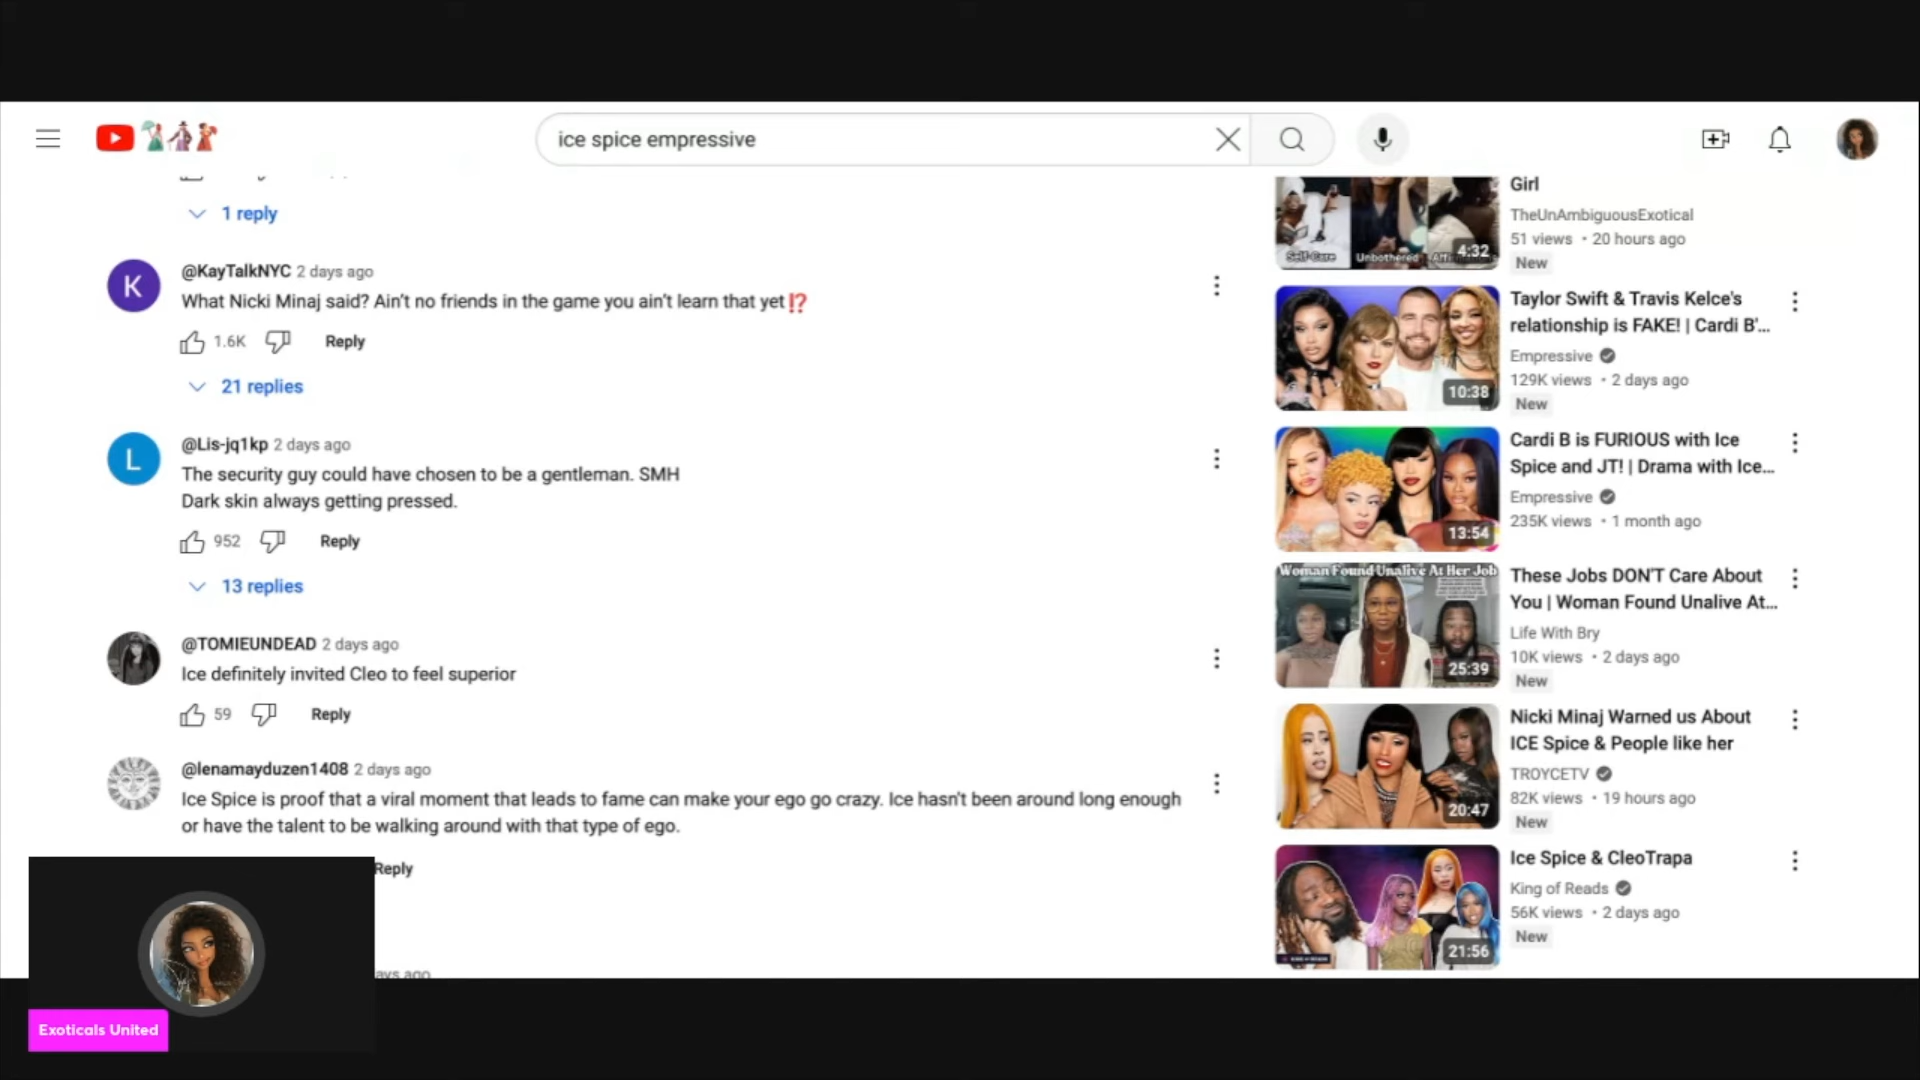 ice spice empressive
1 reply
K
@KayTalkNYC 2 days ago
What Nicki Minaj said? Ain't no friends in the game you ain't learn that yet⁉️
1.6K
Reply
21 replies
L
@Lis-jq1kp 2 days ago
The security guy could have chosen to be a gentleman. SMH
Dark skin always getting pressed.
952
Reply
13 replies
@TOMIEUNDEAD 2 days ago
Ice definitely invited Cleo to feel superior
59
Reply
@lenamayduzen1408 2 days ago
Ice Spice is proof that a viral moment that leads to fame can make your ego go crazy. Ice hasn't been around long enough
or have the talent to be walking around with that type of ego.
Reply
days ago
Exoticals United
Self-Care
Unbothered
4:32
Girl
TheUnAmbiguousExotical
51 views • 20 hours ago
New
10:38
Taylor Swift & Travis Kelce's
relationship is FAKE! | Cardi B'...
Empressive
129K views • 2 days ago
New
13:54
Cardi B is FURIOUS with Ice
Spice and JT! | Drama with Ice...
Empressive
235K views • 1 month ago
Woman Found Unalive At Her Job
25:39
These Jobs DON'T Care About
You | Woman Found Unalive At...
Life With Bry
10K views • 2 days ago
New
20:47
Nicki Minaj Warned us About
ICE Spice & People like her
TROYCETV
82K views • 19 hours ago
New
21:56
Ice Spice & CleoTrapa
King of Reads
56K views • 2 days ago
New